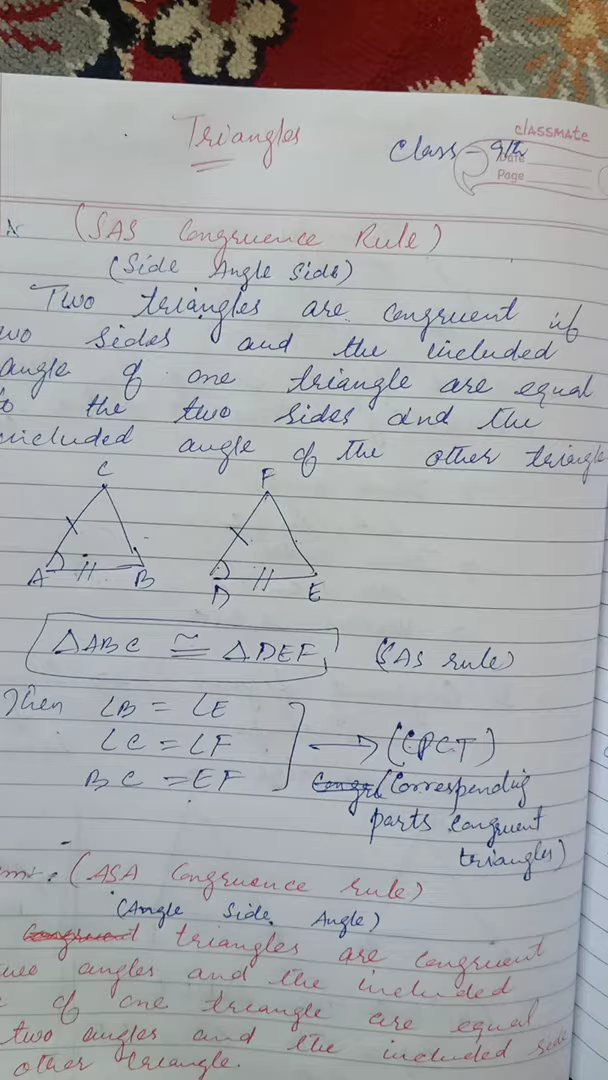 Triangles
classmate
Class - 9th
Date
Page
(SAS Congruence Rule)
(Side Angle Side)
Two triangles are congruent if
two sides and the included
angle of one triangle are equal
to the two sides and the
included angle of the other triangle
C F
A B D E
△ABC ≅ △DEF (SAS rule)
Then ∠B = ∠E
∠C = ∠F → (CPCT)
BC = EF (Corresponding
parts congruent
triangles)
(ASA Congruence rule)
(Angle Side Angle)
triangles are congruent
two angles and the included
of one triangle are equal
two angles and the included side
other triangle.